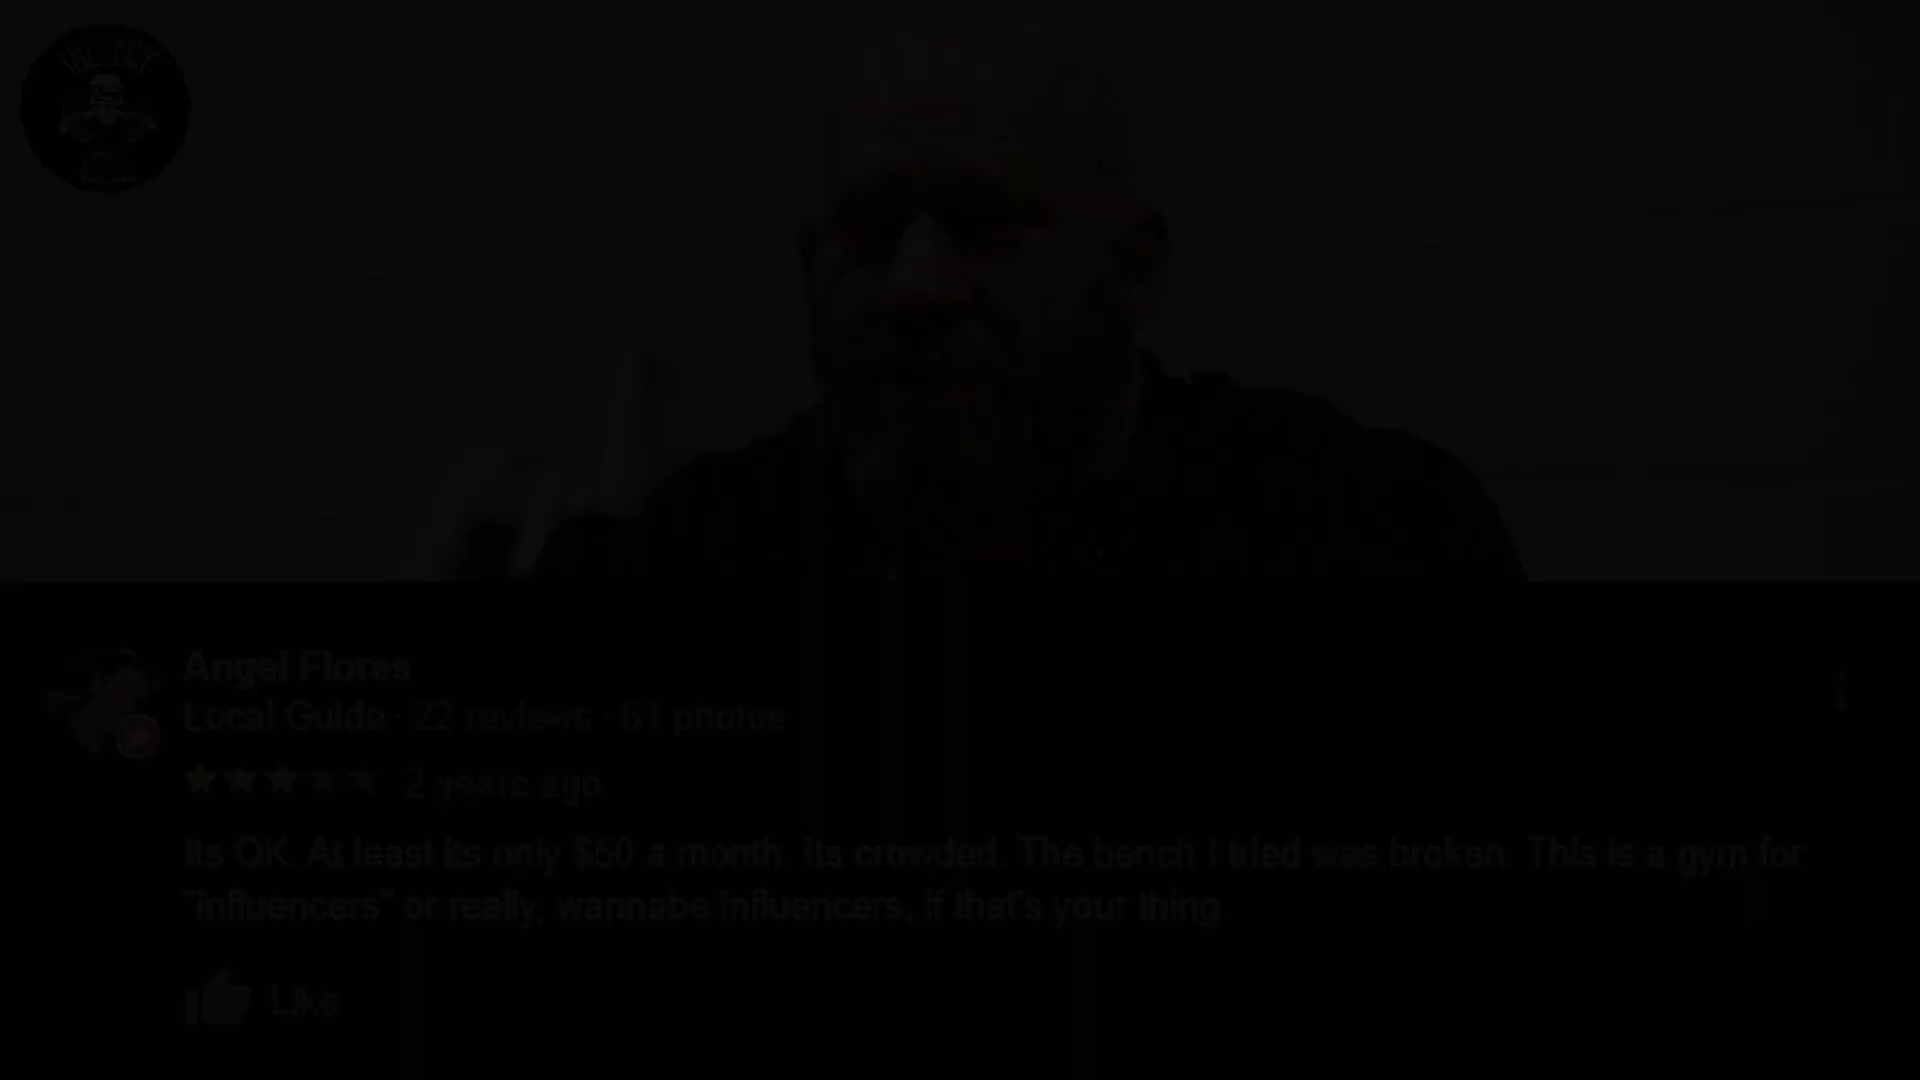 Angel Flores
Local Guide · 22 reviews · 61 photos
2 years ago
Its OK. At least its only $50 a month. Its crowded. The bench I tried was broken. This is a gym for
"influencers" or really, wannabe influencers, if that's your thing.
Like